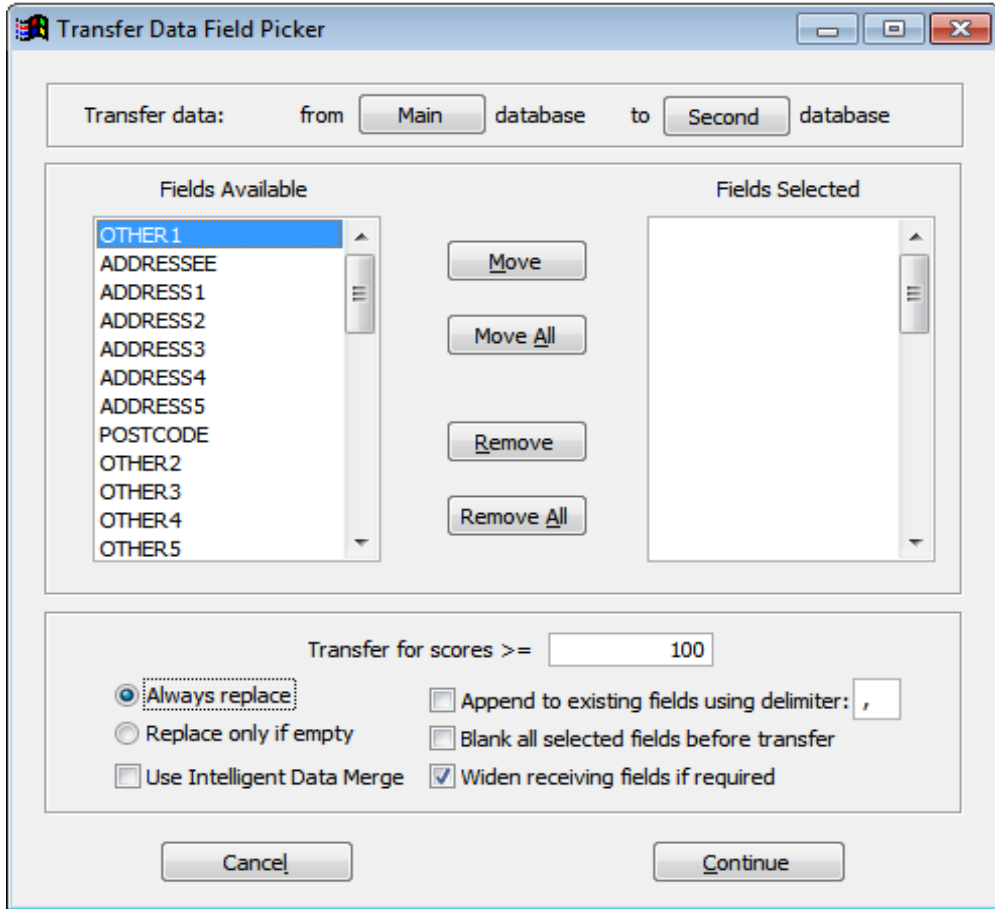 Transfer Data Field Picker
Transfer data: from Main database to Second database
Fields Available
Fields Selected
OTHER1
ADDRESSEE
ADDRESS1
ADDRESS2
ADDRESS3
ADDRESS4
ADDRESS5
POSTCODE
OTHER2
OTHER3
OTHER4
OTHER5
Move
Move All
Remove
Remove All
Transfer for scores >= 100
Always replace
Append to existing fields using delimiter: ,
Replace only if empty
Blank all selected fields before transfer
Use Intelligent Data Merge
Widen receiving fields if required
Cancel
Continue